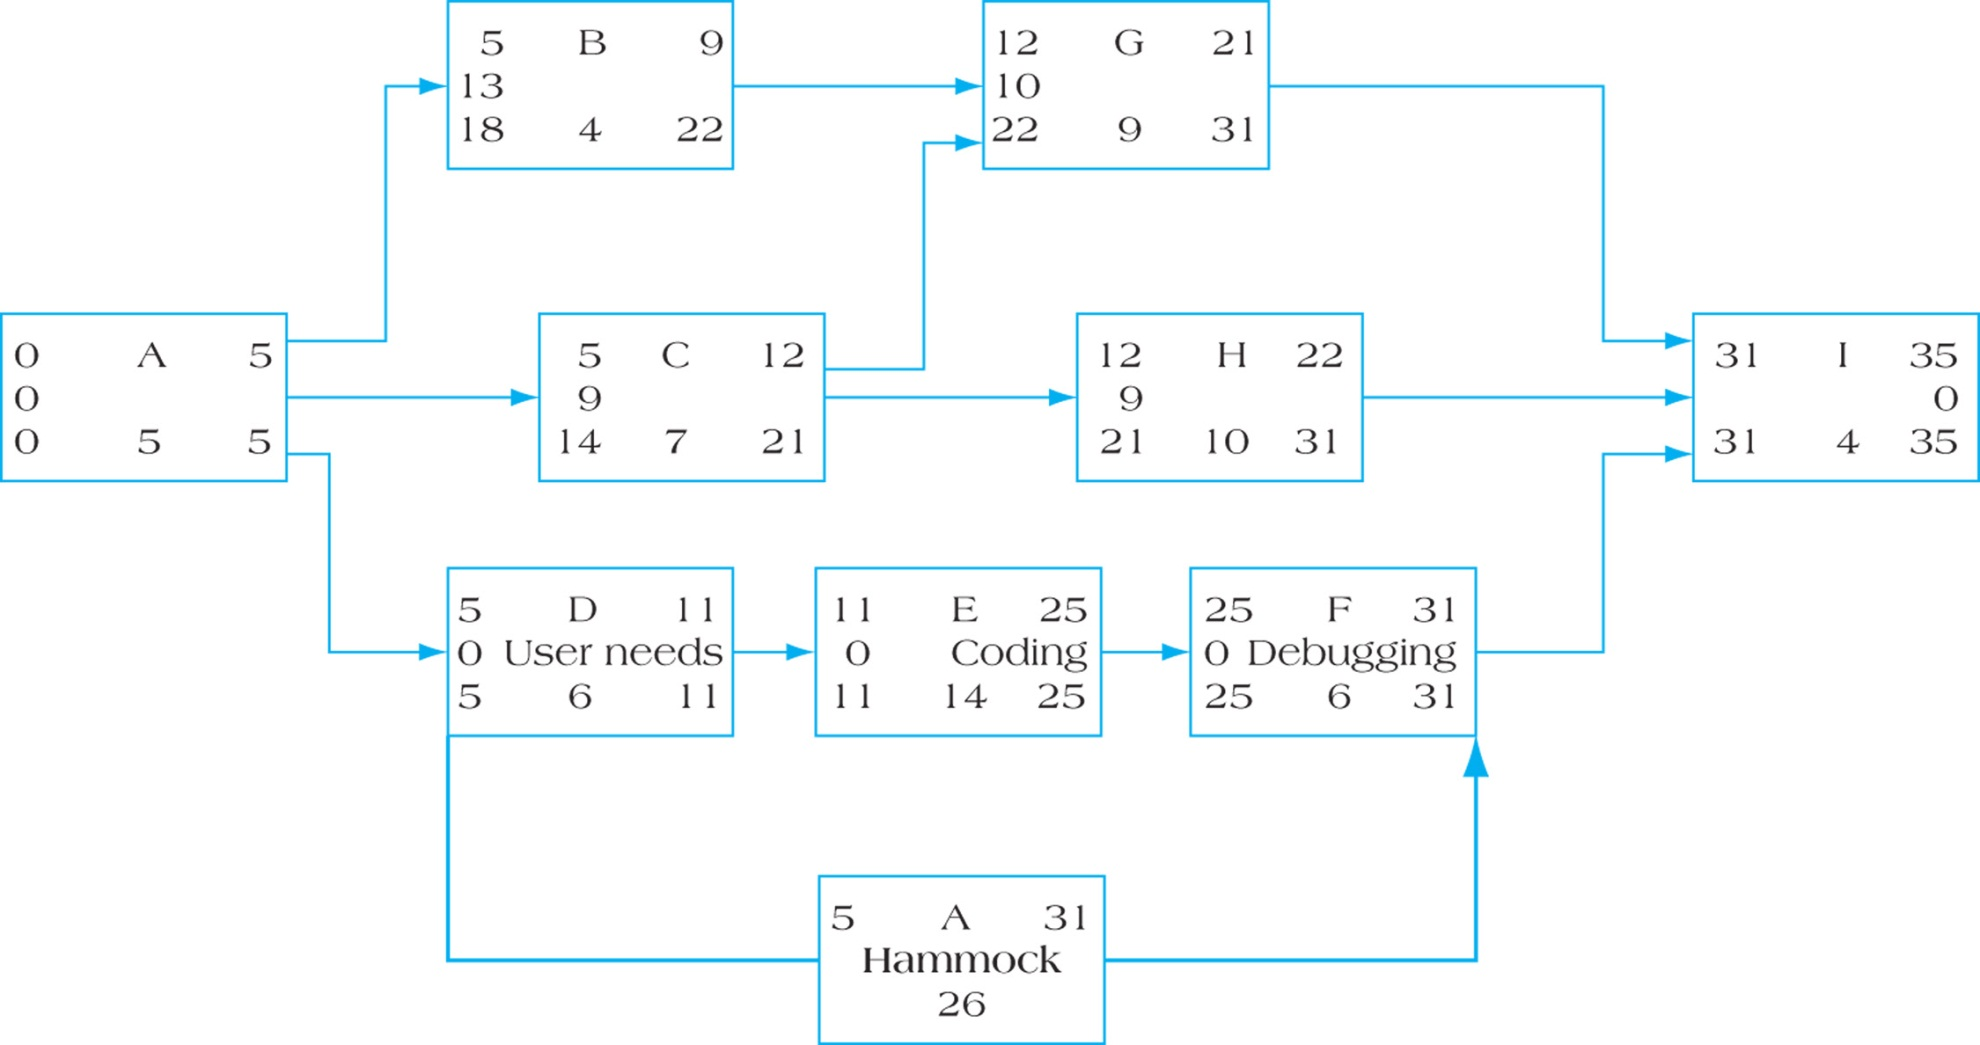 5 B 9
13
18 4 22
12 G 21
10
22 9 31
0 A 5
0
0 5 5
5 C 12
9
14 7 21
12 H 22
9
21 10 31
31 I 35
0
31 4 35
5 D 11
0 User needs
5 6 11
11 E 25
0 Coding
11 14 25
25 F 31
0 Debugging
25 6 31
5 A 31
Hammock
26